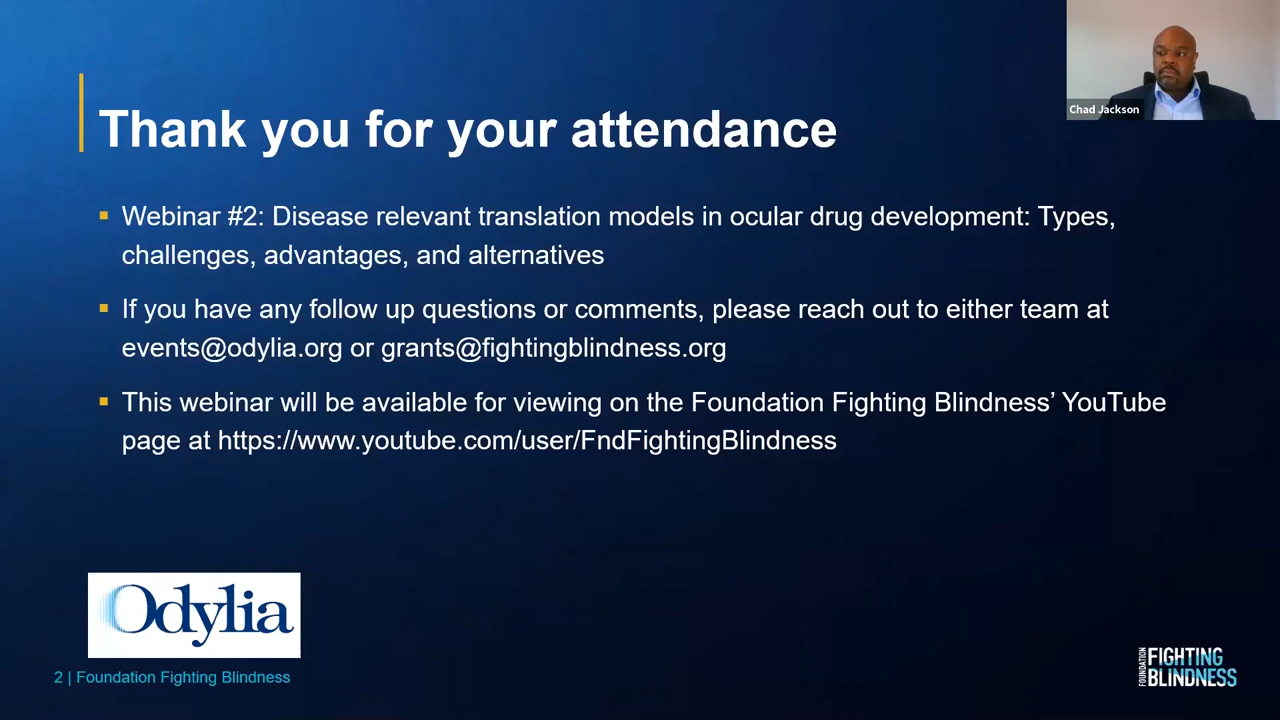 Chad Jackson
Thank you for your attendance
▪ Webinar #2: Disease relevant translation models in ocular drug development: Types,
challenges, advantages, and alternatives
▪ If you have any follow up questions or comments, please reach out to either team at
events@odylia.org or grants@fightingblindness.org
▪ This webinar will be available for viewing on the Foundation Fighting Blindness’ YouTube
page at https://www.youtube.com/user/FndFightingBlindness
Odylia
2 | Foundation Fighting Blindness
FOUNDATION
FIGHTING
BLINDNESS